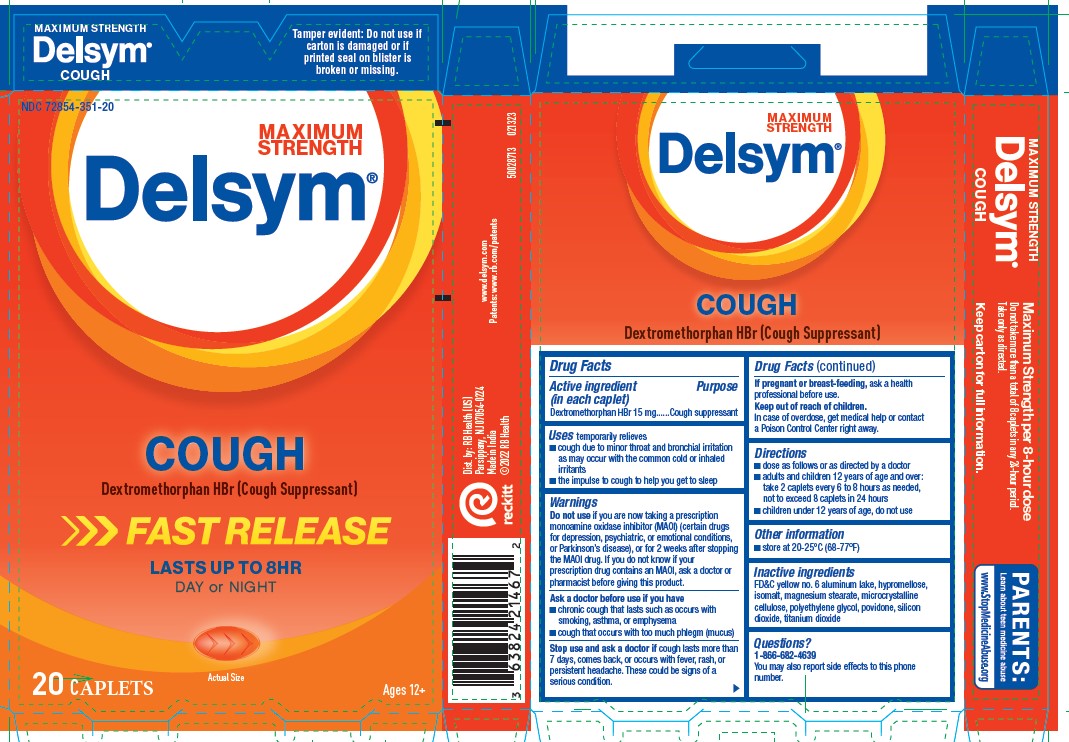 MAXIMUM STRENGTH
Delsym®
COUGH
Tamper evident: Do not use if
carton is damaged or if
printed seal on blister is
broken or missing.
NDC 72854-351-20
MAXIMUM
STRENGTH
Delsym®
COUGH
Dextromethorphan HBr (Cough Suppressant)
FAST RELEASE
LASTS UP TO 8HR
DAY or NIGHT
Actual Size
20 CAPLETS
Ages 12+
50028713 021323
www.delsym.com
Patents: www.rb.com/patents
Dist. by: RB Health (US)
Parsippany, NJ 07054-0224
Made in India
©2022 RB Health
reckitt
3 63824 21467 2
MAXIMUM
STRENGTH
Delsym®
COUGH
Dextromethorphan HBr (Cough Suppressant)
Drug Facts
Active ingredient Purpose
(in each caplet)
Dextromethorphan HBr 15 mg......Cough suppressant
Uses temporarily relieves
■ cough due to minor throat and bronchial irritation
as may occur with the common cold or inhaled
irritants
■ the impulse to cough to help you get to sleep
Warnings
Do not use if you are now taking a prescription
monoamine oxidase inhibitor (MAOI) (certain drugs
for depression, psychiatric, or emotional conditions,
or Parkinson's disease), or for 2 weeks after stopping
the MAOI drug. If you do not know if your
prescription drug contains an MAOI, ask a doctor or
pharmacist before giving this product.
Ask a doctor before use if you have
■ chronic cough that lasts such as occurs with
smoking, asthma, or emphysema
■ cough that occurs with too much phlegm (mucus)
Stop use and ask a doctor if cough lasts more than
7 days, comes back, or occurs with fever, rash, or
persistent headache. These could be signs of a
serious condition.
Drug Facts (continued)
If pregnant or breast-feeding, ask a health
professional before use.
Keep out of reach of children.
In case of overdose, get medical help or contact
a Poison Control Center right away.
Directions
■ dose as follows or as directed by a doctor
■ adults and children 12 years of age and over:
take 2 caplets every 6 to 8 hours as needed,
not to exceed 8 caplets in 24 hours
■ children under 12 years of age, do not use
Other information
■ store at 20-25°C (68-77°F)
Inactive ingredients
FD&C yellow no. 6 aluminum lake, hypromellose,
isomalt, magnesium stearate, microcrystalline
cellulose, polyethylene glycol, povidone, silicon
dioxide, titanium dioxide
Questions?
1-866-682-4639
You may also report side effects to this phone
number.
MAXIMUM STRENGTH
Delsym®
COUGH
Maximum Strength per 8-hour dose
Do not take more than a total of 8 caplets in any 24-hour period.
Take only as directed.
Keep carton for full information.
PARENTS:
Learn about teen medicine abuse
www.StopMedicineAbuse.org